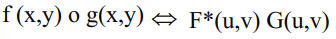 f (x,y) o g(x,y) ⇔ F*(u,v) G(u,v)